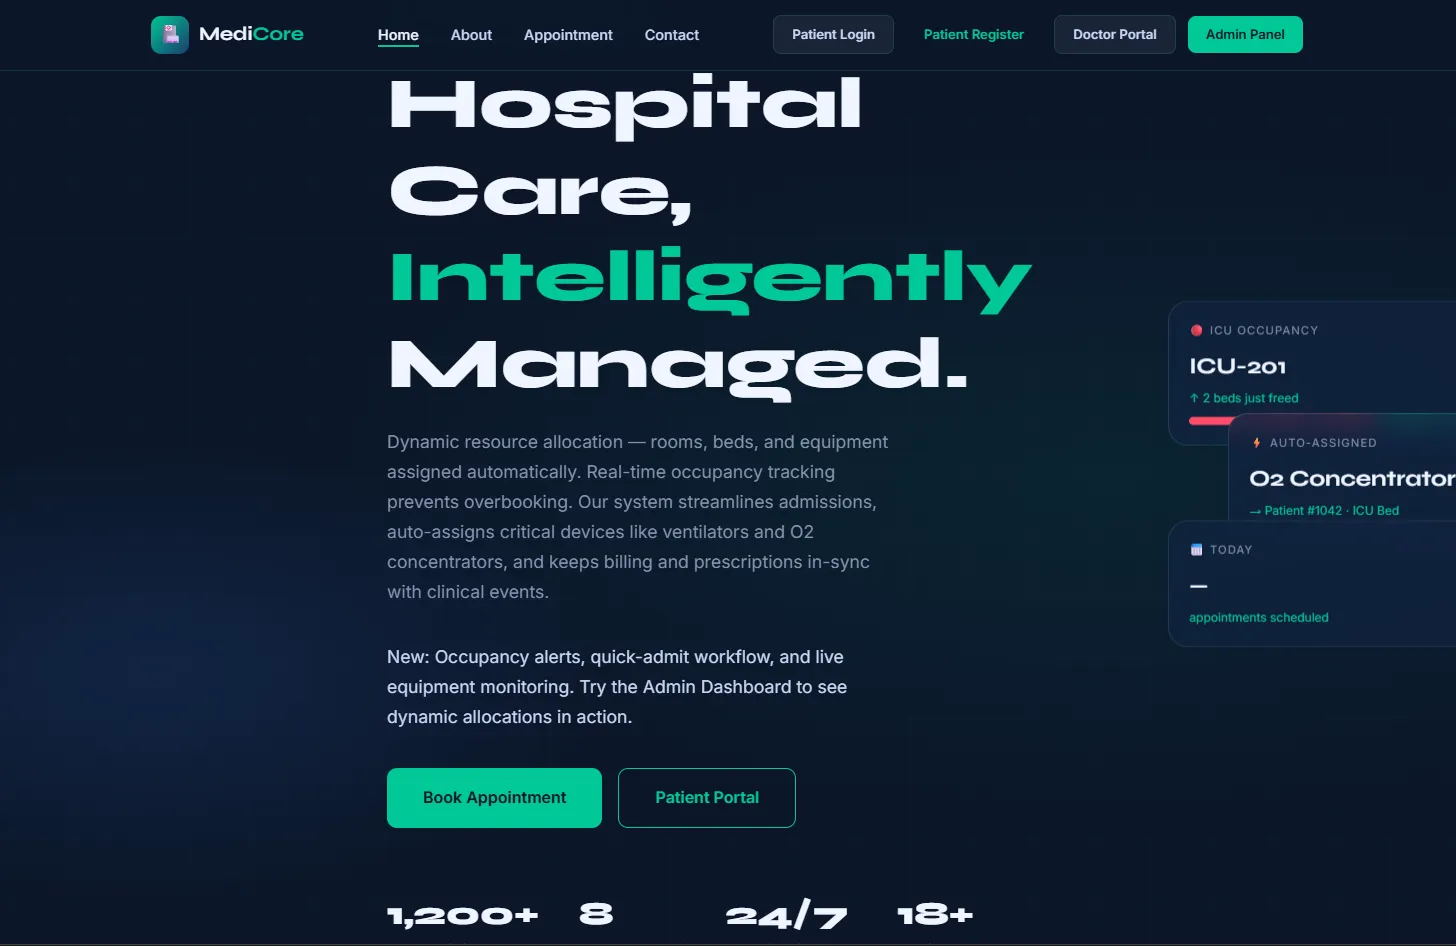 MediCore
Home
About
Appointment
Contact
Patient Login
Patient Register
Doctor Portal
Admin Panel
Hospital
Care,
Intelligently
Managed.
Dynamic resource allocation — rooms, beds, and equipment
assigned automatically. Real-time occupancy tracking
prevents overbooking. Our system streamlines admissions,
auto-assigns critical devices like ventilators and O2
concentrators, and keeps billing and prescriptions in-sync
with clinical events.
New: Occupancy alerts, quick-admit workflow, and live
equipment monitoring. Try the Admin Dashboard to see
dynamic allocations in action.
Book Appointment
Patient Portal
1,200+
8
24/7
18+
ICU OCCUPANCY
ICU-201
↑ 2 beds just freed
AUTO-ASSIGNED
O2 Concentrator
→ Patient #1042 · ICU Bed
TODAY
—
appointments scheduled